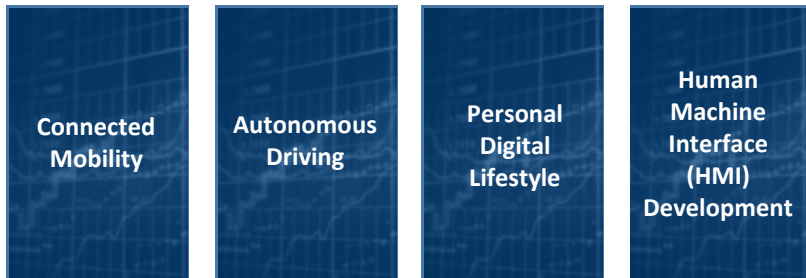 Connected
Mobility
Autonomous
Driving
Personal
Digital
Lifestyle
Human
Machine
Interface
(HMI)
Development